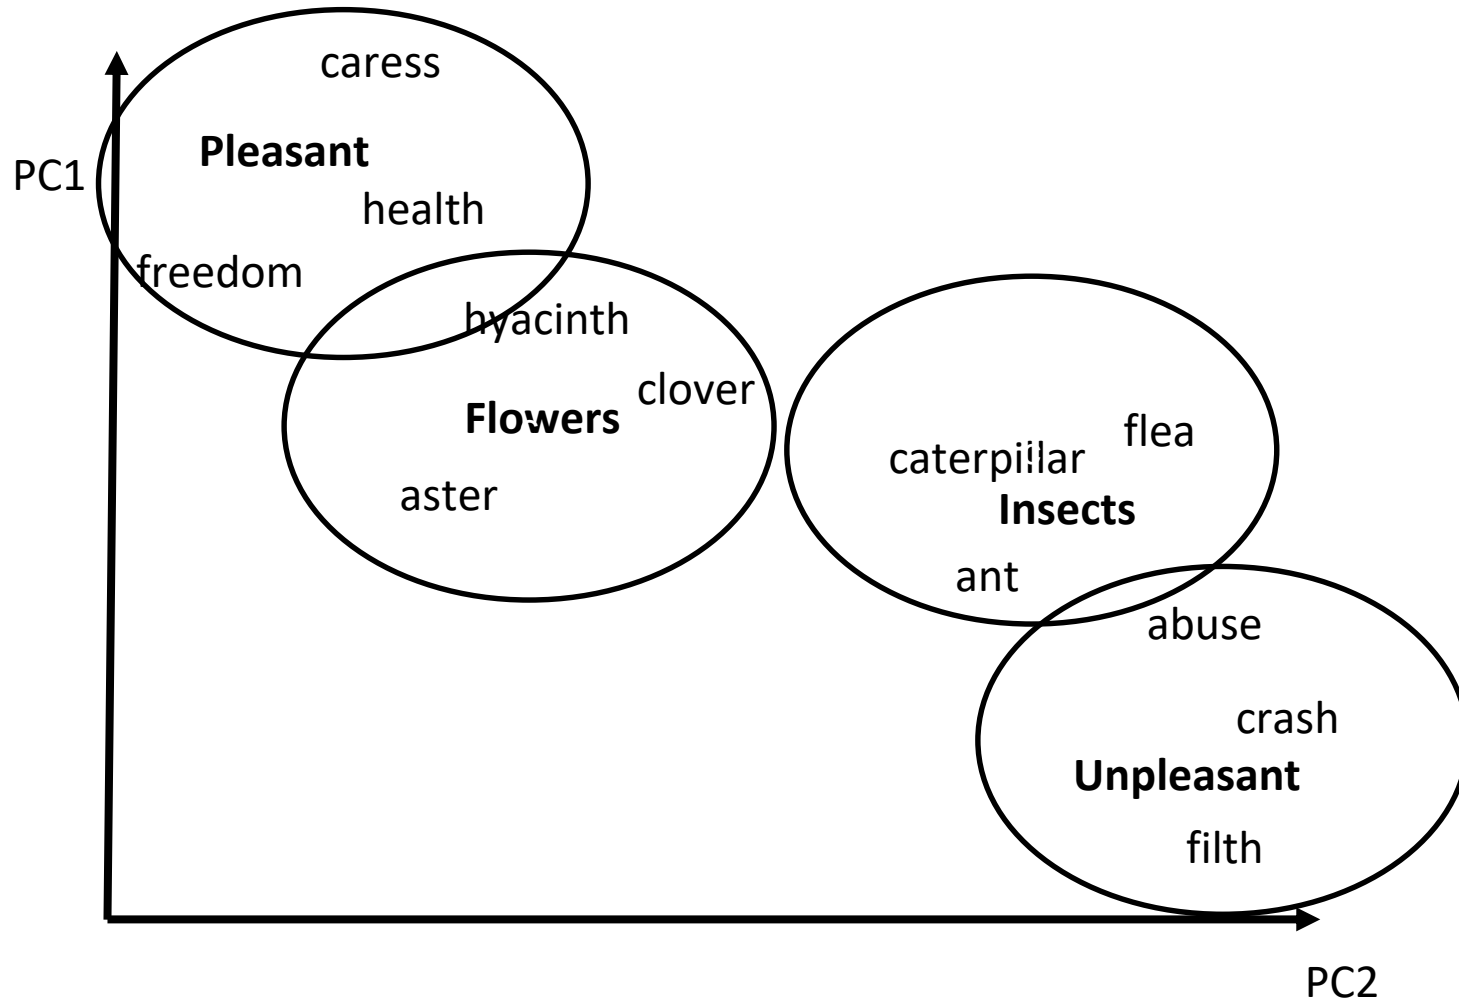 caress
Pleasant
PC1
health
freedom
hyacinth
clover
Flowers
aster
flea
caterpillar
Insects
ant
abuse
crash
Unpleasant
filth
PC2